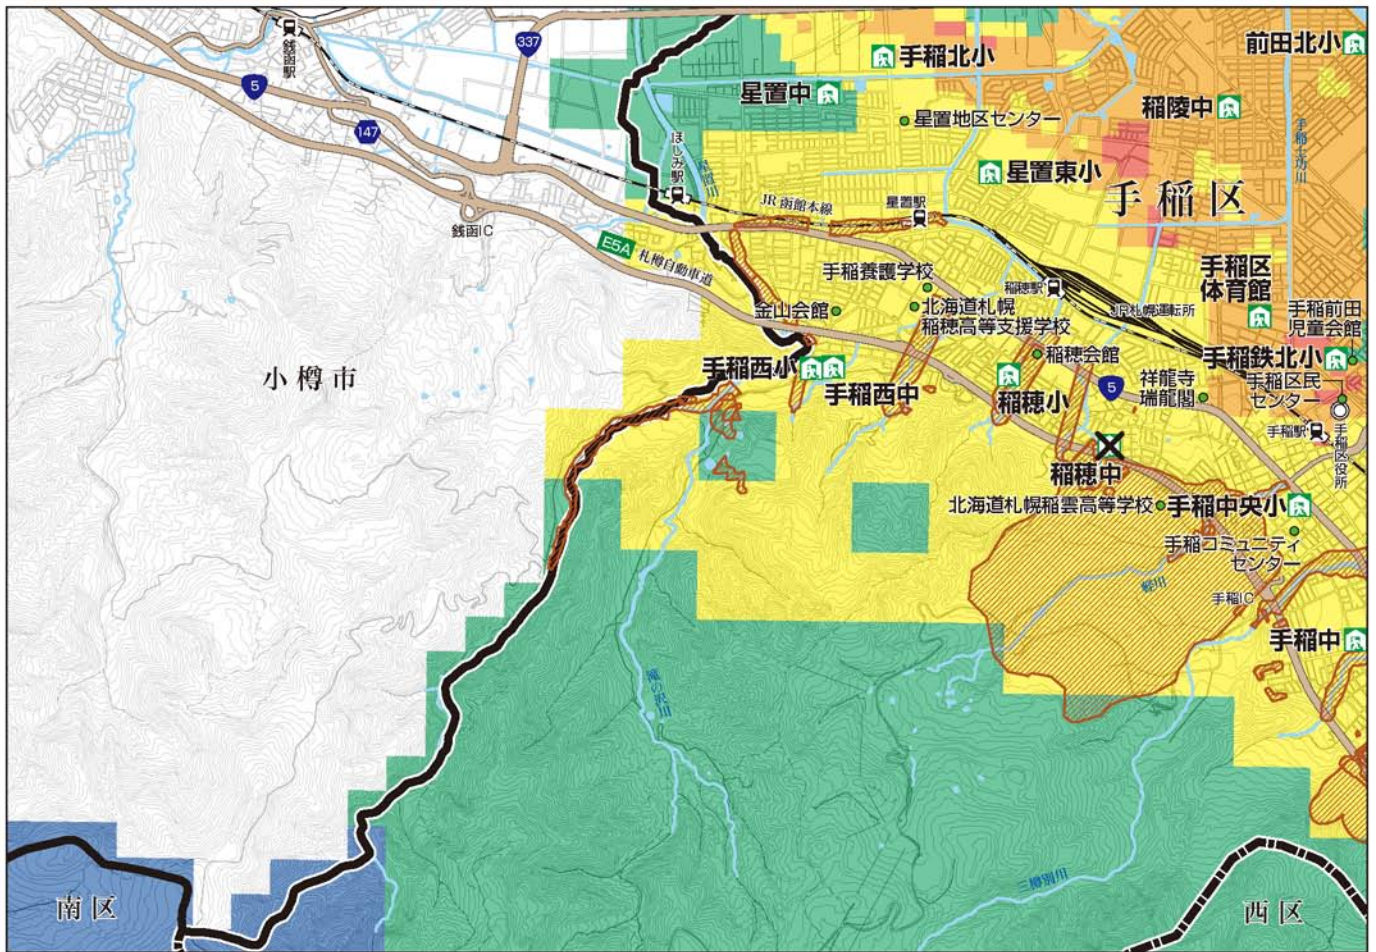 銭函駅
337
5
147
手稲北小
前田北小
星置中
稲陵中
星置地区センター
手稲土功川
ほしみ駅
星置川
星置東小
手稲区
JR函館本線
星置駅
銭函IC
E5A
札樽自動車道
手稲養護学校
稲穂駅
JR札幌運転所
手稲区
体育館
手稲前田
児童会館
金山会館
北海道札幌
稲穂高等支援学校
稲穂会館
手稲鉄北小
小樽市
手稲西小
手稲西中
稲穂小
5
祥龍寺
瑞龍閣
手稲区民
センター
手稲駅
手稲区役所
稲穂中
北海道札幌稲雲高等学校
手稲中央小
手稲コミュニティ
センター
軽川
手稲IC
手稲中
滝の沢川
三樽別川
南区
西区